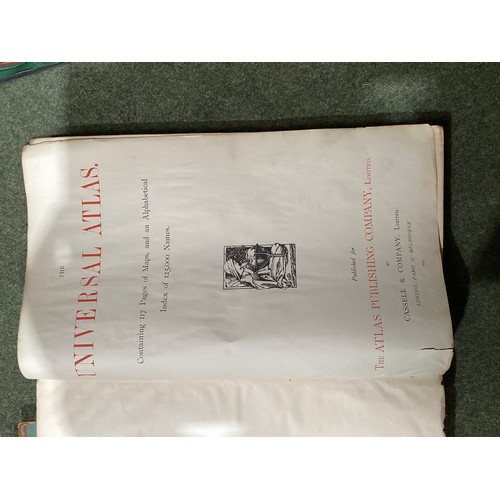 THE
UNIVERSAL ATLAS.
Containing 117 Pages of Maps, and an Alphabetical
Index of 125,000 Names.
Published for
THE ATLAS PUBLISHING COMPANY, LIMITED,
BY
CASSELL & COMPANY, LIMITED
LONDON, PARIS & MELBOURNE